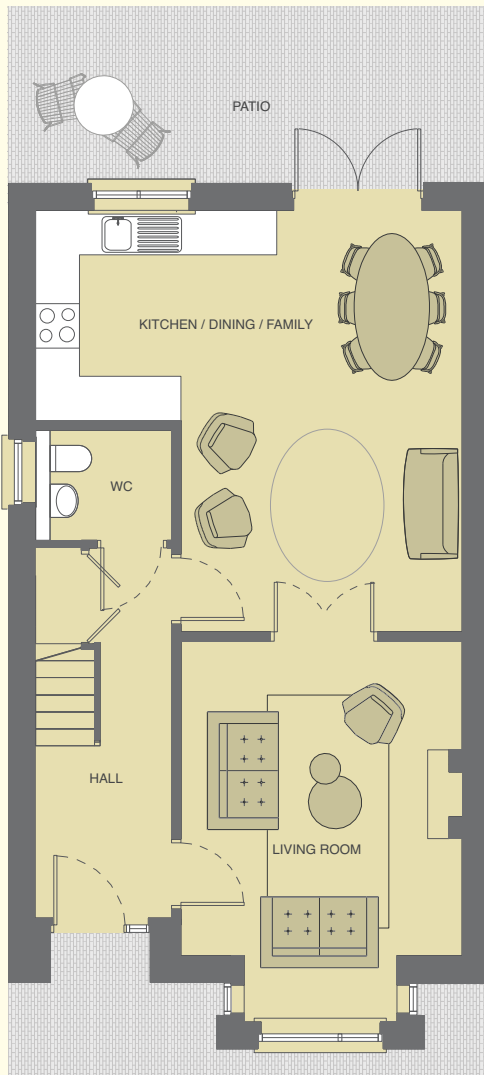 PATIO
KITCHEN / DINING / FAMILY
WC
HALL
LIVING ROOM